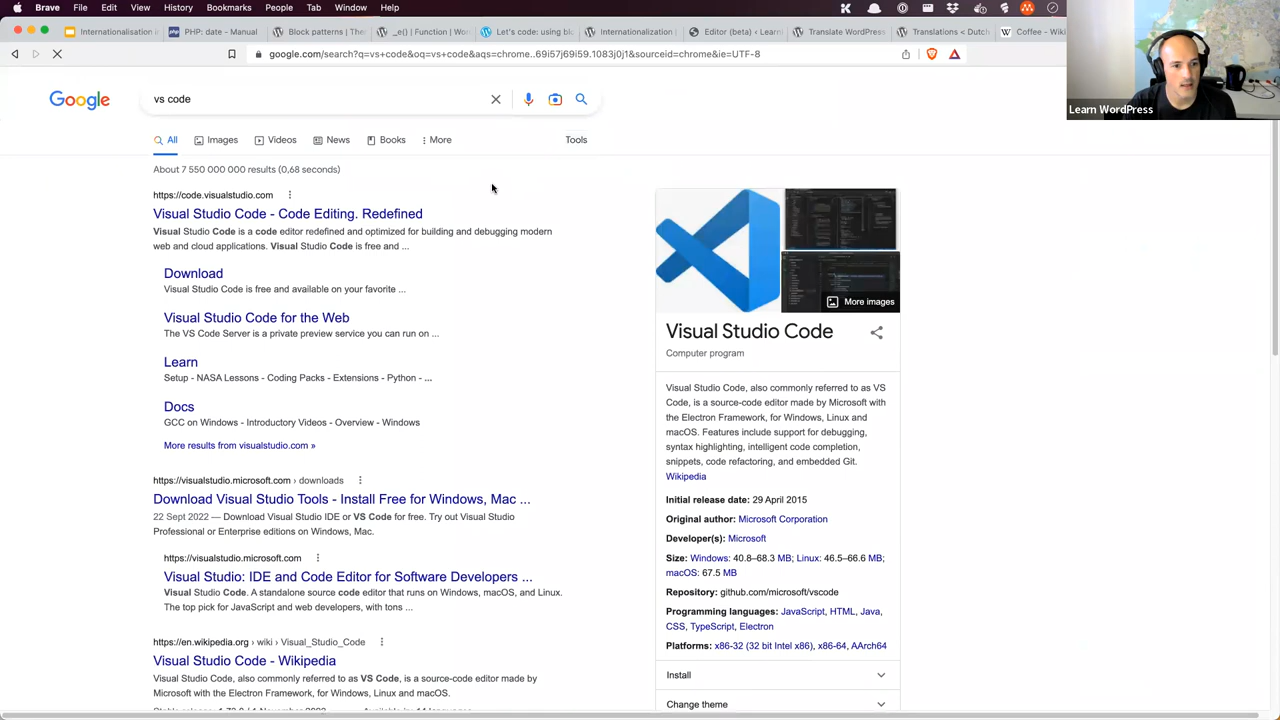 Brave File Edit View History Bookmarks People Tab Window Help
Internationalisation i
PHP: date - Manual
Block patterns | The
_e() | Function | Wor
Let's code: using blo
Internationalization |
Editor (beta) ‹ Learn
Translate WordPress
Translations ‹ Dutch
Coffee - Wiki
google.com/search?q=vs+code&oq=vs+code&aqs=chrome..69i57j69i59.1083j0j1&sourceid=chrome&ie=UTF-8
Learn WordPress
Google
vs code
All Images Videos News Books More Tools
About 7 550 000 000 results (0,68 seconds)
https://code.visualstudio.com
Visual Studio Code - Code Editing. Redefined
Visual Studio Code is a code editor redefined and optimized for building and debugging modern
web and cloud applications. Visual Studio Code is free and ...
Download
Visual Studio Code is free and available on your favorite ...
Visual Studio Code for the Web
The VS Code Server is a private preview service you can run on ...
Learn
Setup - NASA Lessons - Coding Packs - Extensions - Python - ...
Docs
GCC on Windows - Introductory Videos - Overview - Windows
More results from visualstudio.com »
https://visualstudio.microsoft.com › downloads
Download Visual Studio Tools - Install Free for Windows, Mac ...
22 Sept 2022 — Download Visual Studio IDE or VS Code for free. Try out Visual Studio
Professional or Enterprise editions on Windows, Mac.
https://visualstudio.microsoft.com
Visual Studio: IDE and Code Editor for Software Developers ...
Visual Studio Code. A standalone source code editor that runs on Windows, macOS, and Linux.
The top pick for JavaScript and web developers, with tons ...
https://en.wikipedia.org › wiki › Visual_Studio_Code
Visual Studio Code - Wikipedia
Visual Studio Code, also commonly referred to as VS Code, is a source-code editor made by
Microsoft with the Electron Framework, for Windows, Linux and macOS.
More images
Visual Studio Code
Computer program
Visual Studio Code, also commonly referred to as VS
Code, is a source-code editor made by Microsoft with
the Electron Framework, for Windows, Linux and
macOS. Features include support for debugging,
syntax highlighting, intelligent code completion,
snippets, code refactoring, and embedded Git.
Wikipedia
Initial release date: 29 April 2015
Original author: Microsoft Corporation
Developer(s): Microsoft
Size: Windows: 40.8–68.3 MB; Linux: 46.5–66.6 MB;
macOS: 67.5 MB
Repository: github.com/microsoft/vscode
Programming languages: JavaScript, HTML, Java,
CSS, TypeScript, Electron
Platforms: x86-32 (32 bit Intel x86), x86-64, AArch64
Install
Change theme